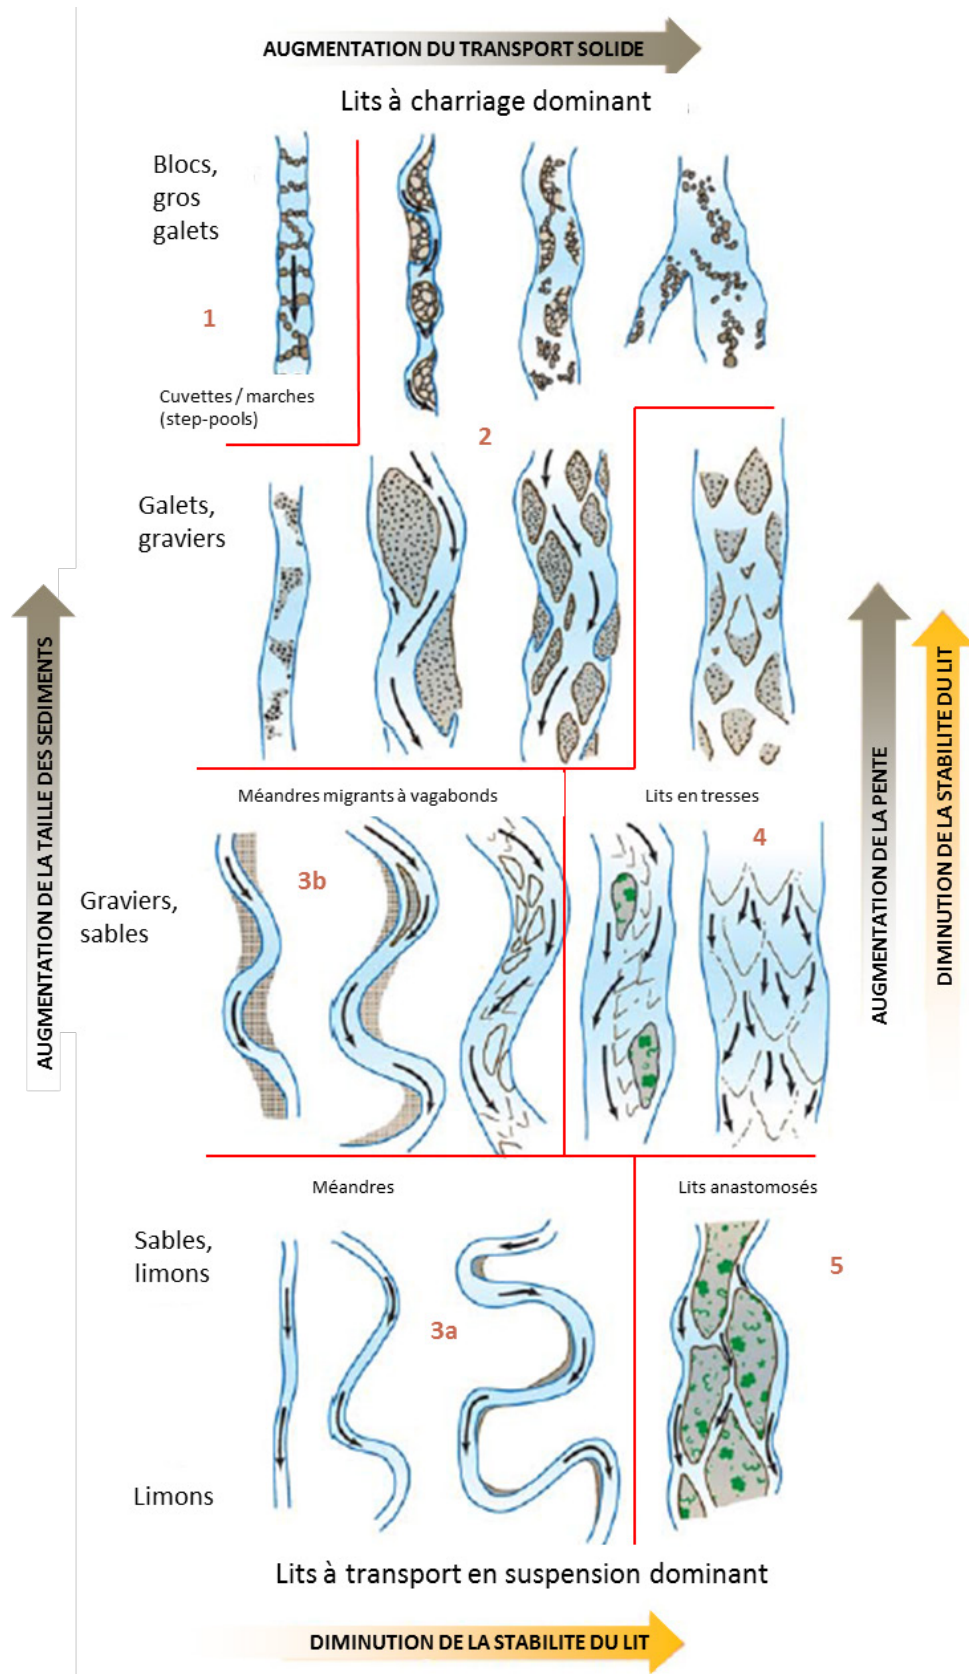 AUGMENTATION DU TRANSPORT SOLIDE
Lits à charriage dominant
Blocs,
gros
galets
1
Cuvettes / marches
(step-pools)
2
Galets,
graviers
AUGMENTATION DE LA TAILLE DES SEDIMENTS
AUGMENTATION DE LA PENTE
DIMINUTION DE LA STABILITE DU LIT
Méandres migrants à vagabonds
Lits en tresses
3b
4
Graviers,
sables
Méandres
Lits anastomosés
Sables,
limons
3a
5
Limons
Lits à transport en suspension dominant
DIMINUTION DE LA STABILITE DU LIT